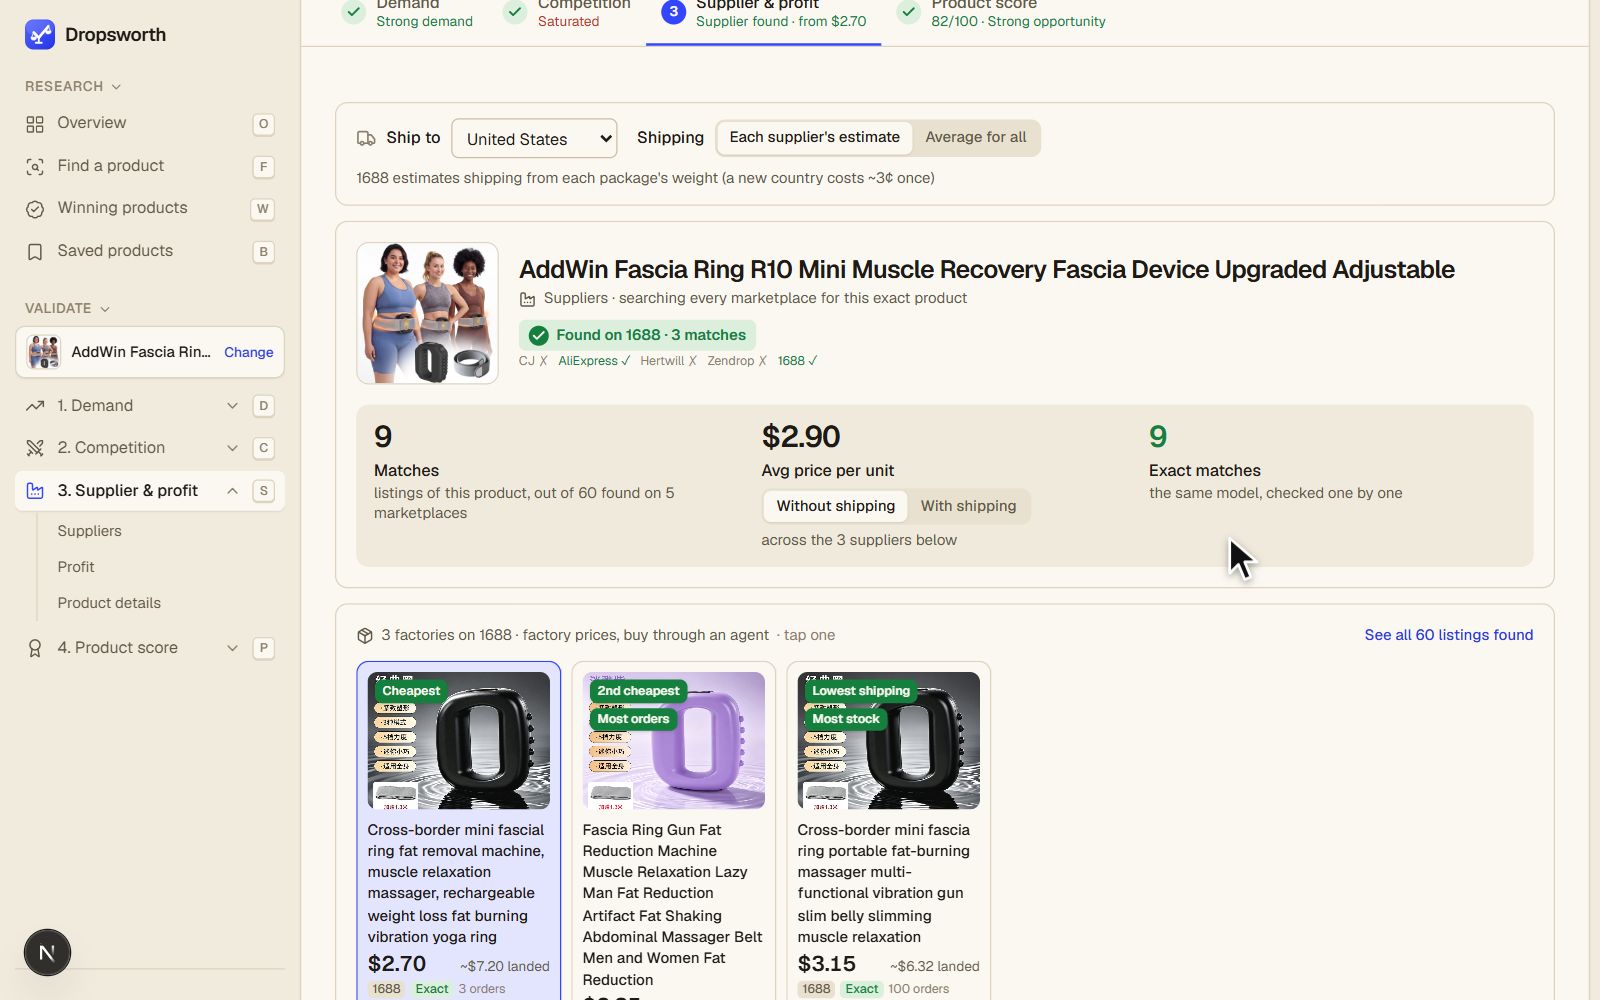 Dropsworth
RESEARCH
Overview
O
Find a product
F
Winning products
W
Saved products
B
VALIDATE
AddWin Fascia Rin...
Change
1. Demand
D
2. Competition
C
3. Supplier & profit
S
Suppliers
Profit
Product details
4. Product score
P
N
Demand
Strong demand
Competition
Saturated
3
Supplier & profit
Supplier found · from $2.70
Product score
82/100 · Strong opportunity
Ship to
United States
Shipping
Each supplier's estimate
Average for all
1688 estimates shipping from each package's weight (a new country costs ~3¢ once)
AddWin Fascia Ring R10 Mini Muscle Recovery Fascia Device Upgraded Adjustable
Suppliers · searching every marketplace for this exact product
Found on 1688 · 3 matches
CJ ✗ AliExpress ✓ Hertwill ✗ Zendrop ✗ 1688 ✓
9
Matches
listings of this product, out of 60 found on 5
marketplaces
$2.90
Avg price per unit
Without shipping
With shipping
across the 3 suppliers below
9
Exact matches
the same model, checked one by one
3 factories on 1688 · factory prices, buy through an agent · tap one
See all 60 listings found
Cheapest
Cross-border mini fascial
ring fat removal machine,
muscle relaxation
massager, rechargeable
weight loss fat burning
vibration yoga ring
$2.70
~$7.20 landed
1688
Exact
3 orders
2nd cheapest
Most orders
Fascia Ring Gun Fat
Reduction Machine
Muscle Relaxation Lazy
Man Fat Reduction
Artifact Fat Shaking
Abdominal Massager Belt
Men and Women Fat
Reduction
Lowest shipping
Most stock
Cross-border mini fascia
ring portable fat-burning
massager multi-
functional vibration gun
slim belly slimming
muscle relaxation
$3.15
~$6.32 landed
1688
Exact
100 orders